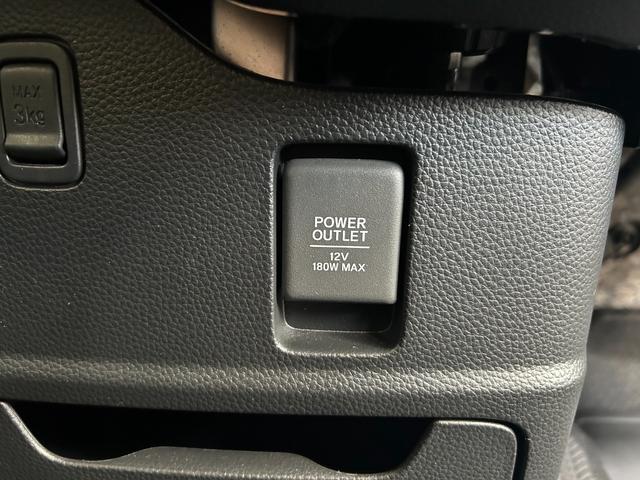 MAX
3kg
POWER
OUTLET
12V
180W MAX